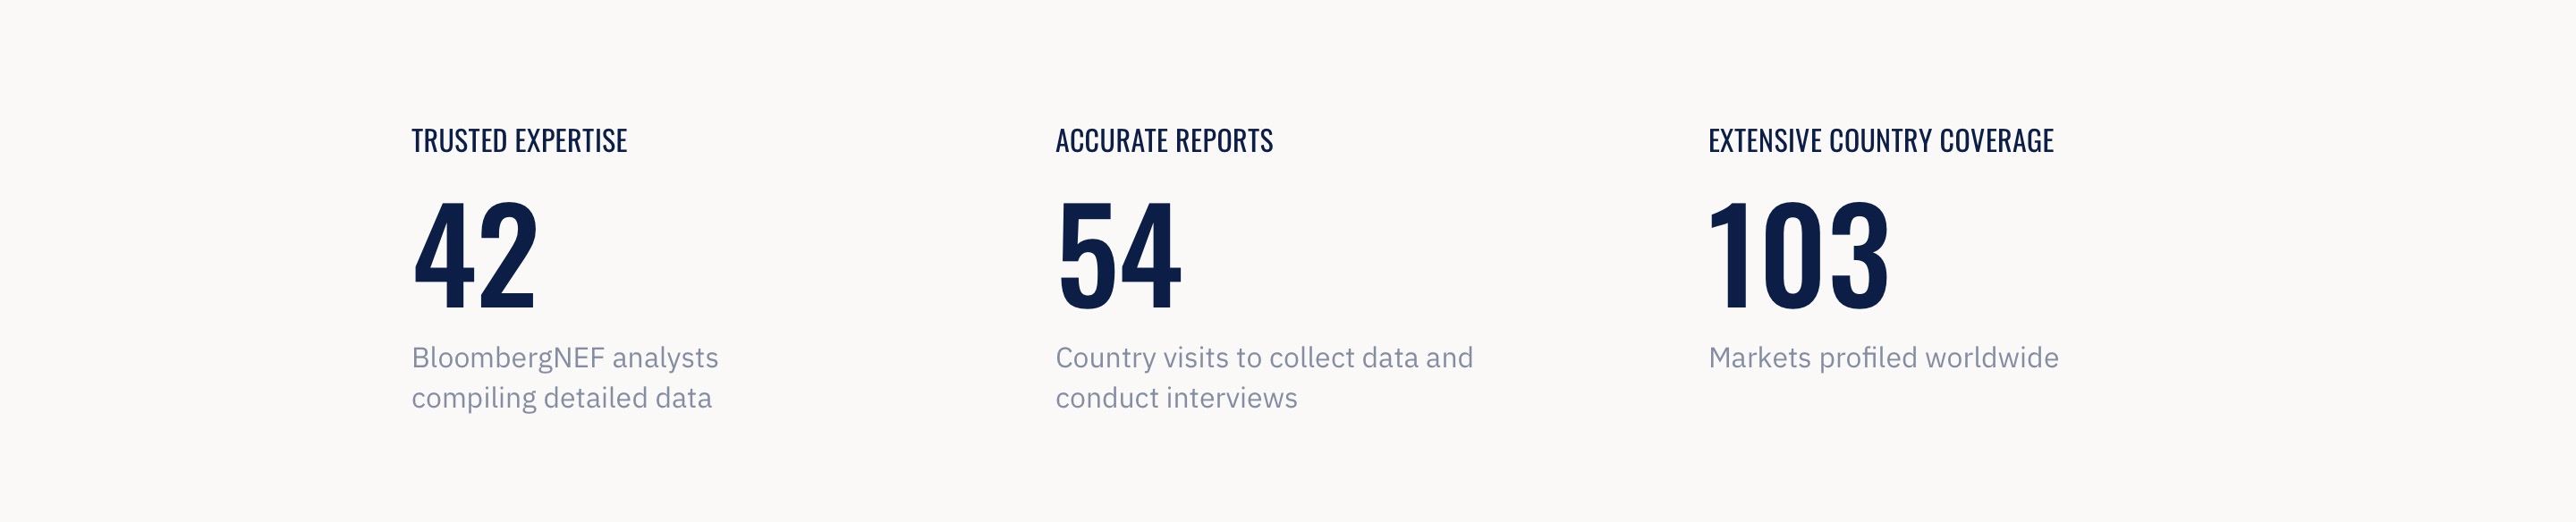 TRUSTED EXPERTISE
42
BloombergNEF analysts
compiling detailed data
ACCURATE REPORTS
54
Country visits to collect data and
conduct interviews
EXTENSIVE COUNTRY COVERAGE
103
Markets profiled worldwide